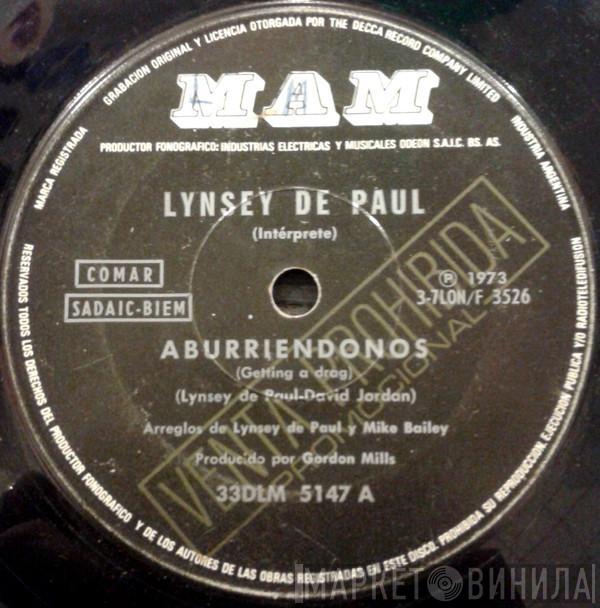 GRABACION ORIGINAL Y LICENCIA OTORGADA POR THE DECCA RECORD COMPANY LIMITED
MARCA REGISTRADA
INDUSTRIA ARGENTINA
MAM
PRODUCTOR FONOGRAFICO: INDUSTRIAS ELECTRICAS Y MUSICALES ODEON S.A.I.C. BS. AS.
LYNSEY DE PAUL
(Intérprete)
COMAR
SADAIC-BIEM
℗ 1973
3-7LON/F 3526
VENTA PROHIBIDA
PROMOCIONAL
ABURRIENDONOS
(Getting a drag)
(Lynsey de Paul-David Jordan)
Arreglos de Lynsey de Paul y Mike Bailey
Producido por Gordon Mills
33DLM 5147 A
RESERVADOS TODOS LOS DERECHOS DEL PRODUCTOR FONOGRAFICO Y DE LOS AUTORES DE LAS OBRAS REGISTRADAS EN ESTE DISCO. PROHIBIDA SU REPRODUCCION, EJECUCION PUBLICA Y/O RADIOTELEDIFUSION
МАРКЕТ ВИНИЛА